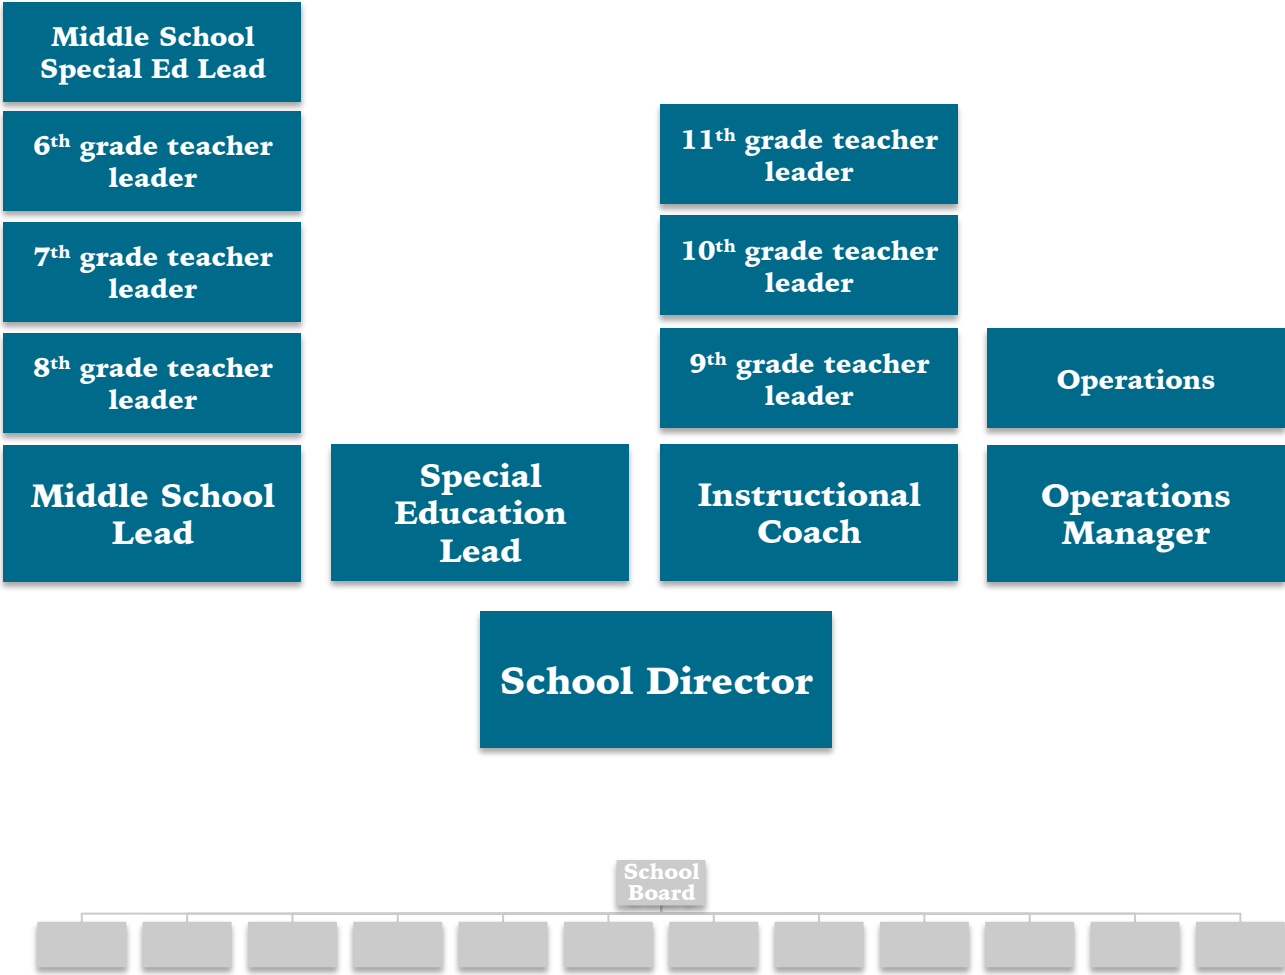 Middle School
Special Ed Lead
6th grade teacher
leader
7th grade teacher
leader
8th grade teacher
leader
Middle School
Lead
Special
Education
Lead
11th grade teacher
leader
10th grade teacher
leader
9th grade teacher
leader
Instructional
Coach
Operations
Operations
Manager
School Director
School
Board